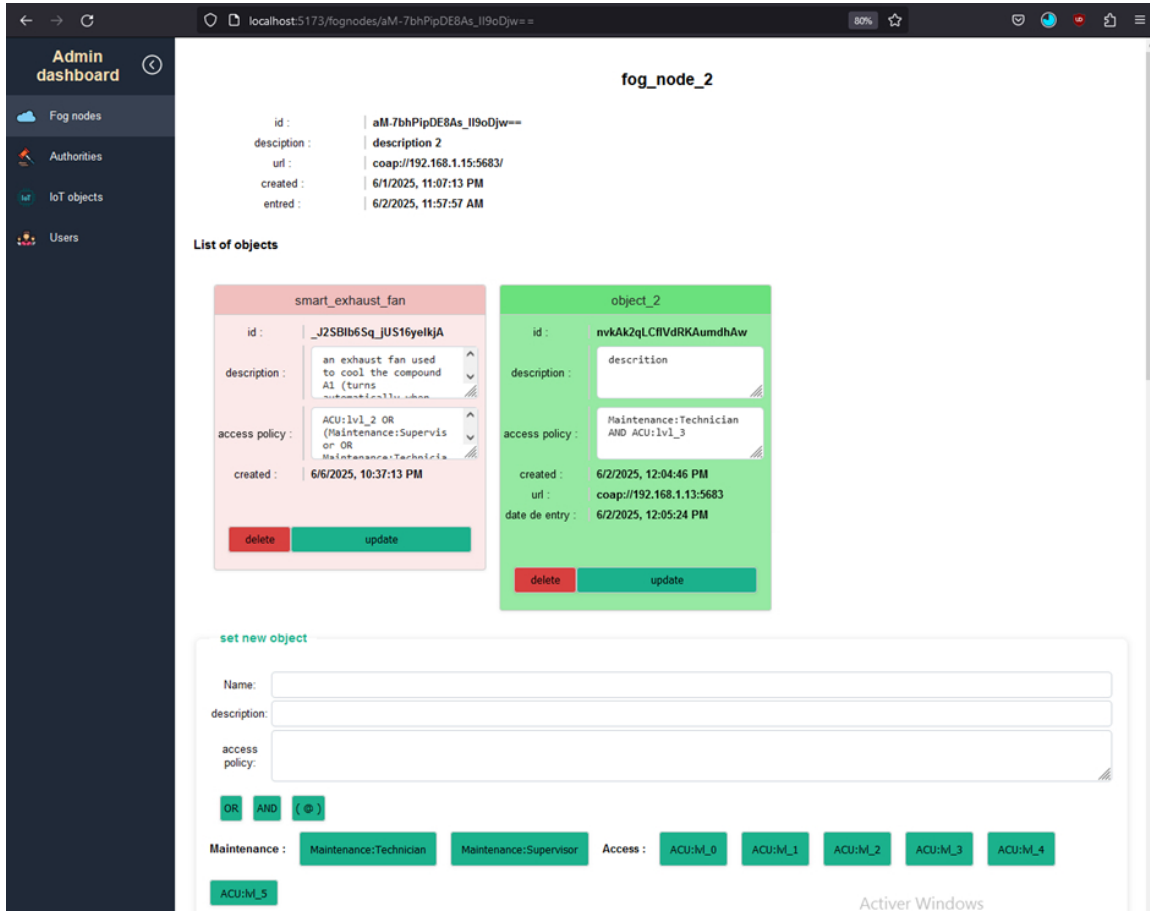 localhost:5173/fognodes/aM-7bhPipDE8As_II9oDjw==
80%
Admin
dashboard
Fog nodes
Authorities
IoT objects
Users
fog_node_2
id : aM-7bhPipDE8As_II9oDjw==
desciption : description 2
url : coap://192.168.1.15:5683/
created : 6/1/2025, 11:07:13 PM
entred : 6/2/2025, 11:57:57 AM
List of objects
smart_exhaust_fan
id : _J2SBIb6Sq_jUS16yelkjA
description : an exhaust fan used
to cool the compound
A1 (turns
automatically when
access policy : ACU:lvl_2 OR
(Maintenance:Supervis
or OR
Maintenance:Technicia
created : 6/6/2025, 10:37:13 PM
delete update
object_2
id : nvkAk2qLCflVdRKAumdhAw
description : descrition
access policy : Maintenance:Technician
AND ACU:lvl_3
created : 6/2/2025, 12:04:46 PM
url : coap://192.168.1.13:5683
date de entry : 6/2/2025, 12:05:24 PM
delete update
set new object
Name:
description:
access
policy:
OR AND ( @ )
Maintenance : Maintenance:Technician Maintenance:Supervisor Access : ACU:lvl_0 ACU:lvl_1 ACU:lvl_2 ACU:lvl_3 ACU:lvl_4
ACU:lvl_5
Activer Windows